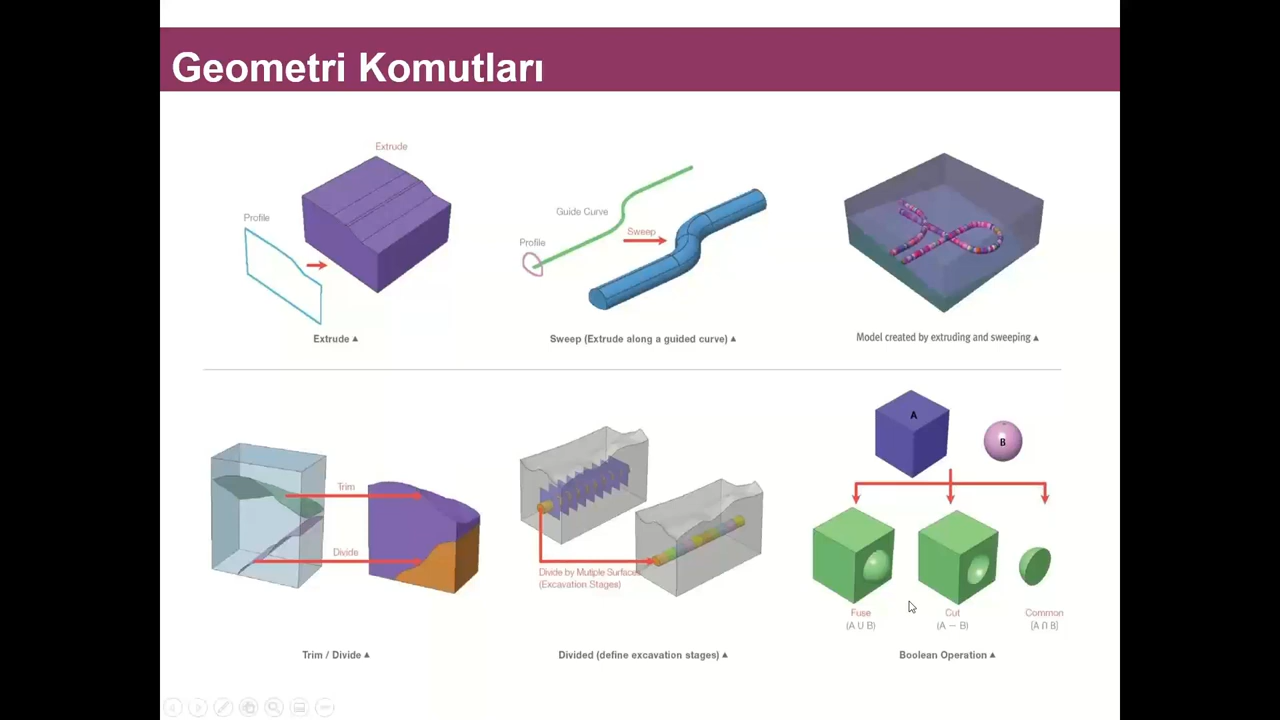 Geometri Komutları
Extrude
Profile
Extrude ▲
Guide Curve
Profile
Sweep
Sweep (Extrude along a guided curve) ▲
Model created by extruding and sweeping ▲
Trim
Divide
Trim / Divide ▲
Divide by Mutiple Surfaces
(Excavation Stages)
Divided (define excavation stages) ▲
A
B
Fuse
(A U B)
Cut
(A − B)
Common
[A ∩ B]
Boolean Operation ▲